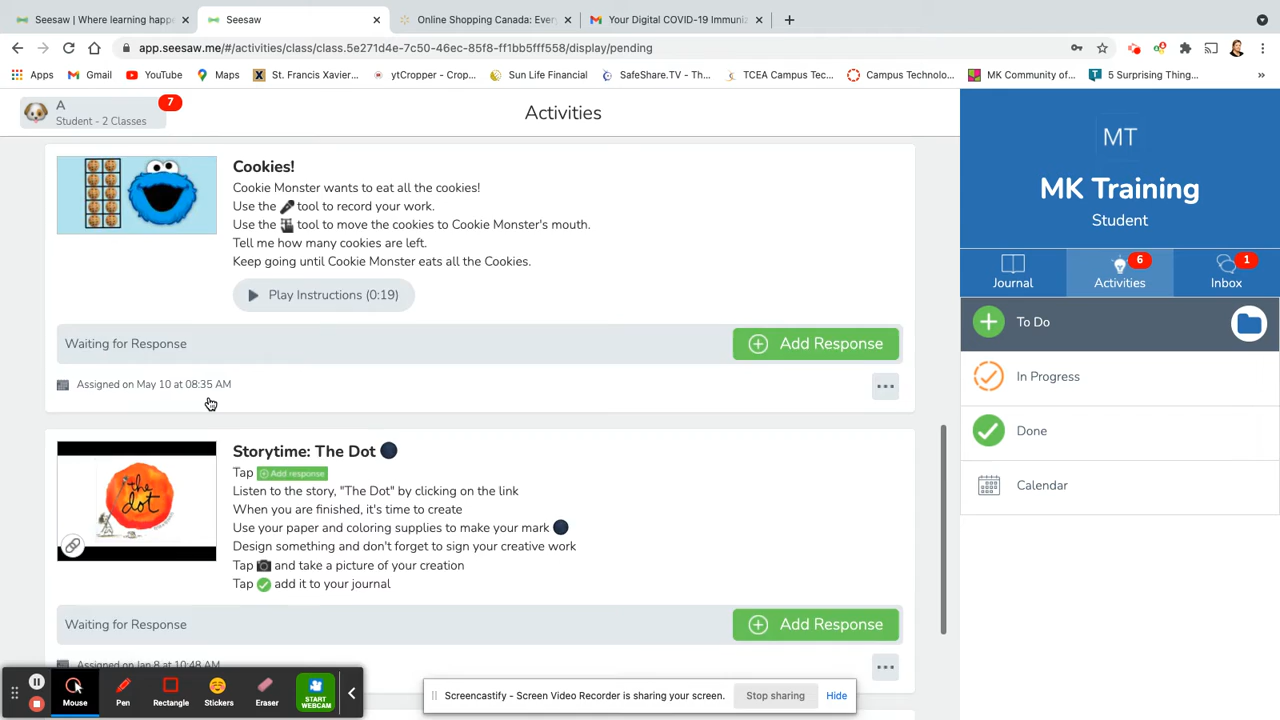 Seesaw | Where learning happe
Seesaw
Online Shopping Canada: Every
Your Digital COVID-19 Immuniz
app.seesaw.me/#/activities/class/class.5e271d4e-7c50-46ec-85f8-ff1bb5fff558/display/pending
Apps
Gmail
YouTube
Maps
St. Francis Xavier...
ytCropper - Crop...
Sun Life Financial
SafeShare.TV - Th...
TCEA Campus Tec...
Campus Technolo...
MK Community of...
5 Surprising Thing...
A
Student - 2 Classes
7
Activities
MT
MK Training
Student
Journal
6
Activities
1
Inbox
To Do
In Progress
Done
Calendar
Cookies!
Cookie Monster wants to eat all the cookies!
Use the tool to record your work.
Use the tool to move the cookies to Cookie Monster's mouth.
Tell me how many cookies are left.
Keep going until Cookie Monster eats all the Cookies.
Play Instructions (0:19)
Waiting for Response
Add Response
Assigned on May 10 at 08:35 AM
the dot
Storytime: The Dot
Tap Add response
Listen to the story, "The Dot" by clicking on the link
When you are finished, it's time to create
Use your paper and coloring supplies to make your mark
Design something and don't forget to sign your creative work
Tap and take a picture of your creation
Tap add it to your journal
Waiting for Response
Add Response
Assigned on Jan 8 at 10:48 AM
Mouse
Pen
Rectangle
Stickers
Eraser
START WEBCAM
Screencastify - Screen Video Recorder is sharing your screen.
Stop sharing
Hide